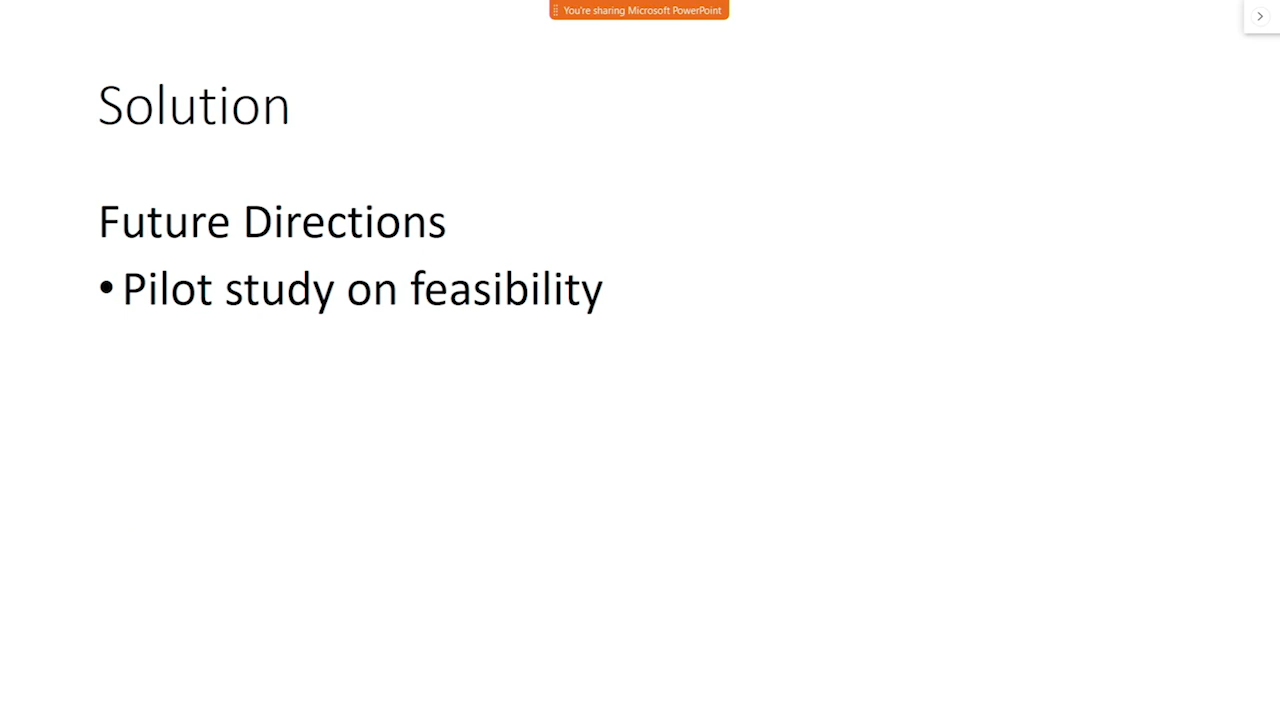 You're sharing Microsoft PowerPoint
Solution
Future Directions
• Pilot study on feasibility